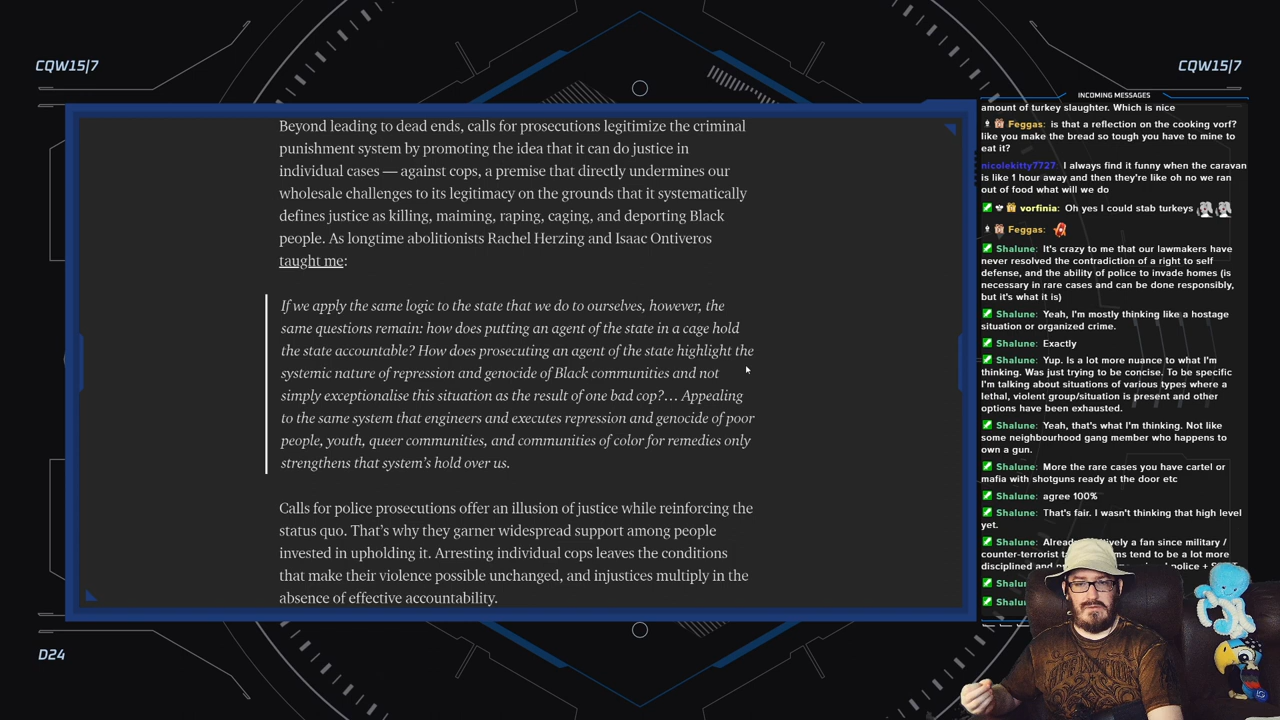 CQW15|7
CQW15|7
INCOMING MESSAGES
Beyond leading to dead ends, calls for prosecutions legitimize the criminal
punishment system by promoting the idea that it can do justice in
individual cases — against cops, a premise that directly undermines our
wholesale challenges to its legitimacy on the grounds that it systematically
defines justice as killing, maiming, raping, caging, and deporting Black
people. As longtime abolitionists Rachel Herzing and Isaac Ontiveros
taught me:
If we apply the same logic to the state that we do to ourselves, however, the
same questions remain: how does putting an agent of the state in a cage hold
the state accountable? How does prosecuting an agent of the state highlight the
systemic nature of repression and genocide of Black communities and not
simply exceptionalise this situation as the result of one bad cop?… Appealing
to the same system that engineers and executes repression and genocide of poor
people, youth, queer communities, and communities of color for remedies only
strengthens that system's hold over us.
Calls for police prosecutions offer an illusion of justice while reinforcing the
status quo. That's why they garner widespread support among people
invested in upholding it. Arresting individual cops leaves the conditions
that make their violence possible unchanged, and injustices multiply in the
absence of effective accountability.
amount of turkey slaughter. Which is nice
Feggas: is that a reflection on the cooking vorf?
like you make the bread so tough you have to mine to
eat it?
nicolekitty7727: I always find it funny when the caravan
is like 1 hour away and then they're like oh no we ran
out of food what will we do
vorfinia: Oh yes I could stab turkeys
Feggas:
Shalune: It's crazy to me that our lawmakers have
never resolved the contradiction of a right to self
defense, and the ability of police to invade homes (is
necessary in rare cases and can be done responsibly,
but it's what it is)
Shalune: Yeah, I'm mostly thinking like a hostage
situation or organized crime.
Shalune: Exactly
Shalune: Yup. Is a lot more nuance to what I'm
thinking. Was just trying to be concise. To be specific
I'm talking about situations of various types where a
lethal, violent group/situation is present and other
options have been exhausted.
Shalune: Yeah, that's what I'm thinking. Not like
some neighbourhood gang member who happens to
own a gun.
Shalune: More the rare cases you have cartel or
mafia with shotguns ready at the door etc
Shalune: agree 100%
Shalune: That's fair. I wasn't thinking that high level
yet.
Shalune: a fan since military /
counter-terrorist tend to be a lot more
disciplined and police +
D24